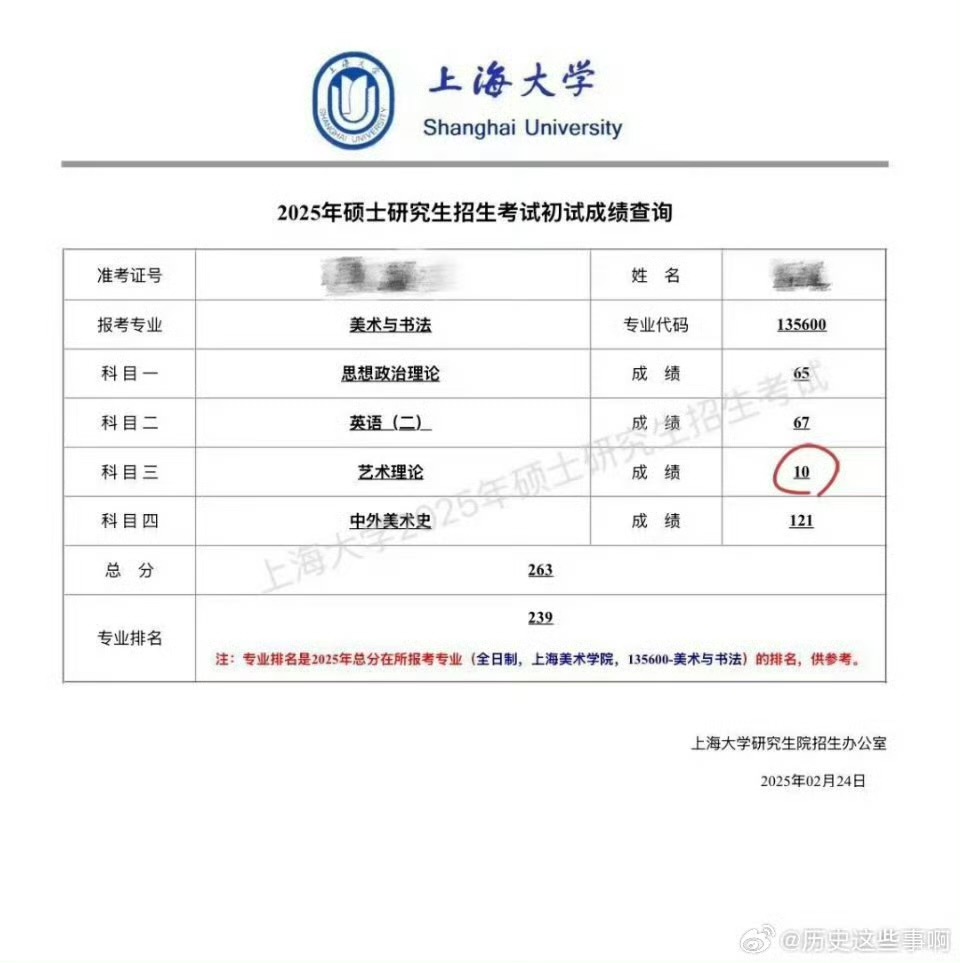 上海大学
Shanghai University
上海大学
SHANGHAI UNIVERSITY
2025年硕士研究生招生考试初试成绩查询
准考证号 姓 名
报考专业 美术与书法 专业代码 135600
科目一 思想政治理论 成 绩 65
科目二 英语（二） 成 绩 67
科目三 艺术理论 成 绩 10
科目四 中外美术史 成 绩 121
总 分 263
专业排名 239
注：专业排名是2025年总分在所报考专业（全日制，上海美术学院，135600-美术与书法）的排名，供参考。
上海大学2025年硕士研究生招生考试
上海大学研究生院招生办公室
2025年02月24日
@历史这些事啊